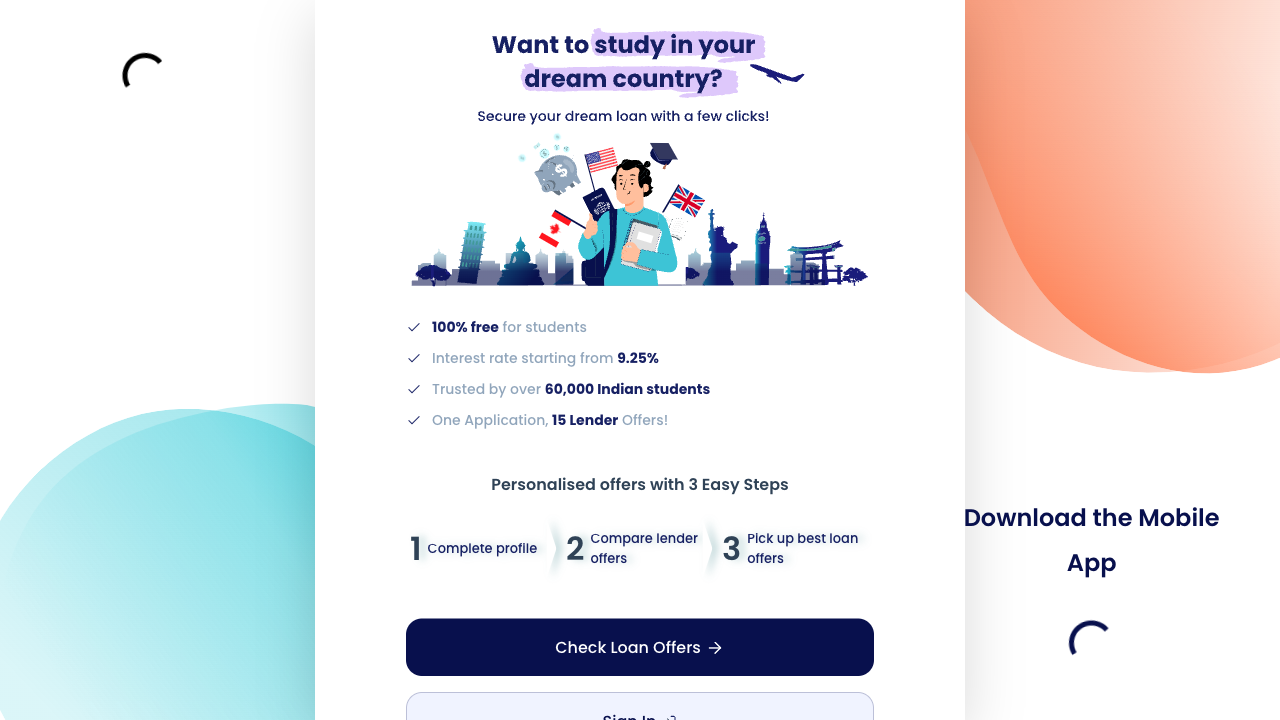 Want to study in your
dream country?
Secure your dream loan with a few clicks!
100% free for students
Interest rate starting from 9.25%
Trusted by over 60,000 Indian students
One Application, 15 Lender Offers!
Personalised offers with 3 Easy Steps
1 Complete profile
2 Compare lender
offers
3 Pick up best loan
offers
Check Loan Offers →
Sign In
Download the Mobile
App